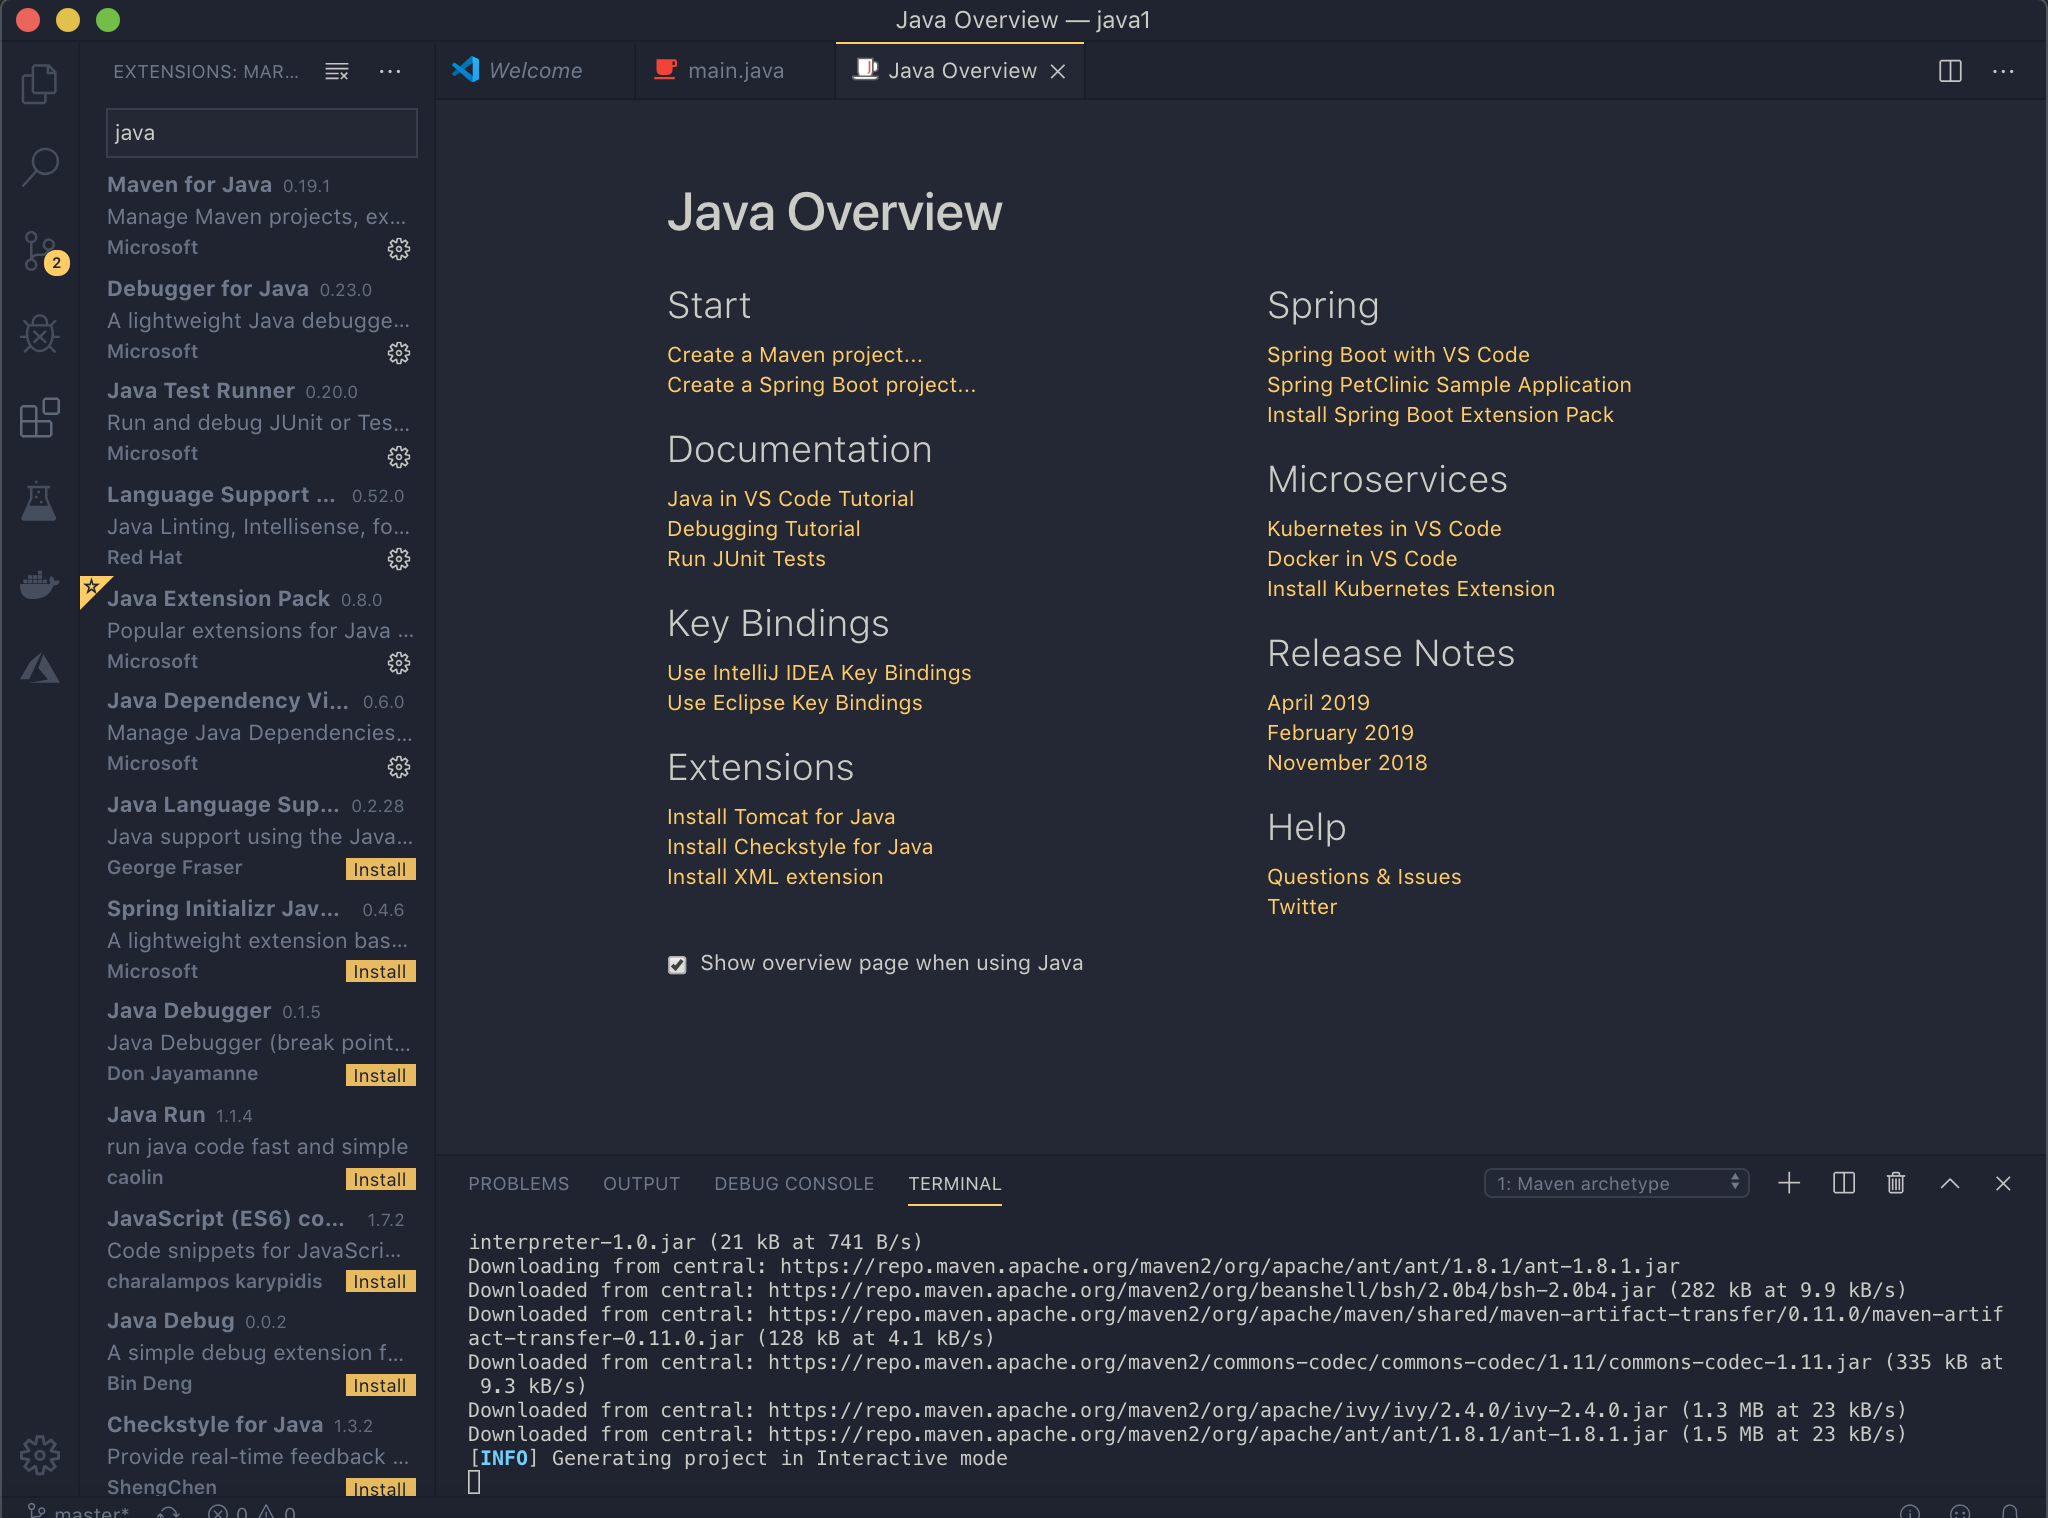 Java Overview — java1
EXTENSIONS: MAR...
java
Maven for Java 0.19.1
Manage Maven projects, ex...
Microsoft
Debugger for Java 0.23.0
A lightweight Java debugge...
Microsoft
Java Test Runner 0.20.0
Run and debug JUnit or Tes...
Microsoft
Language Support ... 0.52.0
Java Linting, Intellisense, fo...
Red Hat
Java Extension Pack 0.8.0
Popular extensions for Java ...
Microsoft
Java Dependency Vi... 0.6.0
Manage Java Dependencies...
Microsoft
Java Language Sup... 0.2.28
Java support using the Java...
George Fraser Install
Spring Initializr Jav... 0.4.6
A lightweight extension bas...
Microsoft Install
Java Debugger 0.1.5
Java Debugger (break point...
Don Jayamanne Install
Java Run 1.1.4
run java code fast and simple
caolin Install
JavaScript (ES6) co... 1.7.2
Code snippets for JavaScri...
charalampos karypidis Install
Java Debug 0.0.2
A simple debug extension f...
Bin Deng Install
Checkstyle for Java 1.3.2
Provide real-time feedback ...
ShengChen Install
2
Welcome
main.java
Java Overview
Java Overview
Start
Create a Maven project...
Create a Spring Boot project...
Documentation
Java in VS Code Tutorial
Debugging Tutorial
Run JUnit Tests
Key Bindings
Use IntelliJ IDEA Key Bindings
Use Eclipse Key Bindings
Extensions
Install Tomcat for Java
Install Checkstyle for Java
Install XML extension
Show overview page when using Java
Spring
Spring Boot with VS Code
Spring PetClinic Sample Application
Install Spring Boot Extension Pack
Microservices
Kubernetes in VS Code
Docker in VS Code
Install Kubernetes Extension
Release Notes
April 2019
February 2019
November 2018
Help
Questions & Issues
Twitter
PROBLEMS OUTPUT DEBUG CONSOLE TERMINAL
1: Maven archetype
interpreter-1.0.jar (21 kB at 741 B/s)
Downloading from central: https://repo.maven.apache.org/maven2/org/apache/ant/ant/1.8.1/ant-1.8.1.jar
Downloaded from central: https://repo.maven.apache.org/maven2/org/beanshell/bsh/2.0b4/bsh-2.0b4.jar (282 kB at 9.9 kB/s)
Downloaded from central: https://repo.maven.apache.org/maven2/org/apache/maven/shared/maven-artifact-transfer/0.11.0/maven-artif
act-transfer-0.11.0.jar (128 kB at 4.1 kB/s)
Downloaded from central: https://repo.maven.apache.org/maven2/commons-codec/commons-codec/1.11/commons-codec-1.11.jar (335 kB at
9.3 kB/s)
Downloaded from central: https://repo.maven.apache.org/maven2/org/apache/ivy/ivy/2.4.0/ivy-2.4.0.jar (1.3 MB at 23 kB/s)
Downloaded from central: https://repo.maven.apache.org/maven2/org/apache/ant/ant/1.8.1/ant-1.8.1.jar (1.5 MB at 23 kB/s)
[INFO] Generating project in Interactive mode
master* 0 0